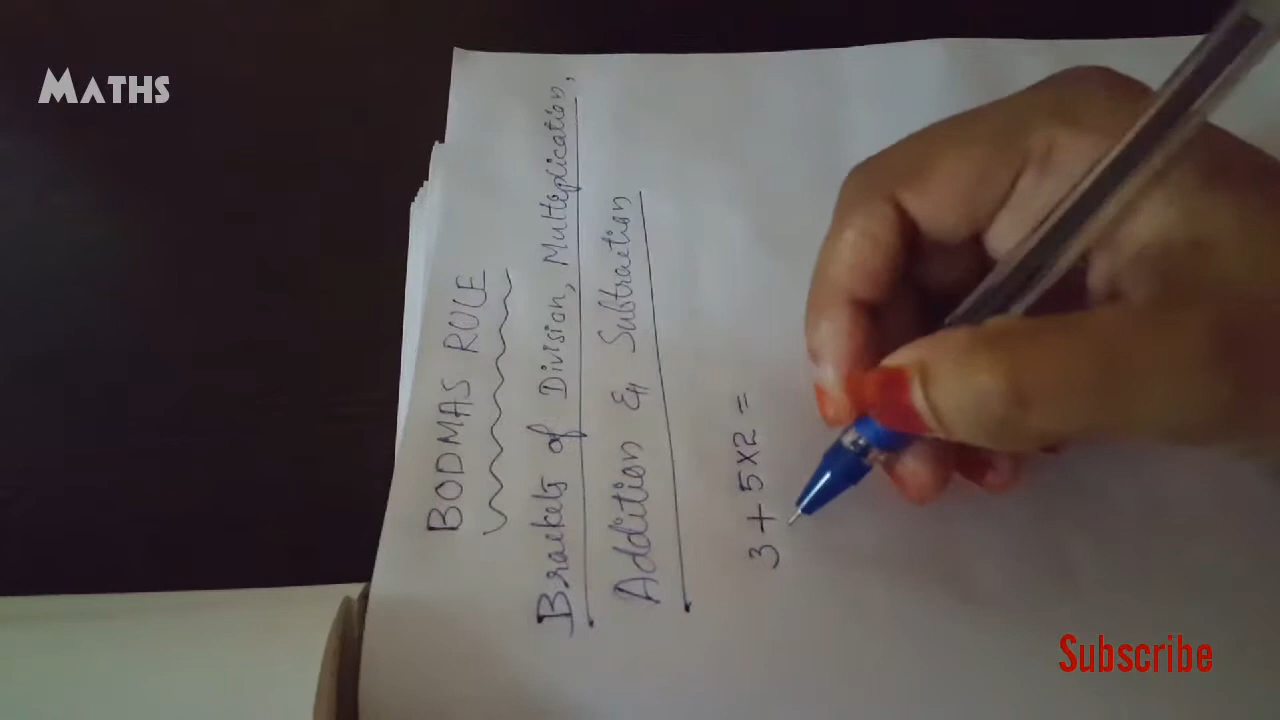 MATHS
BODMAS RULE
Brackets of Division, Multiplication,
Addition & Subtraction
3 + 5 x 2 =
Subscribe